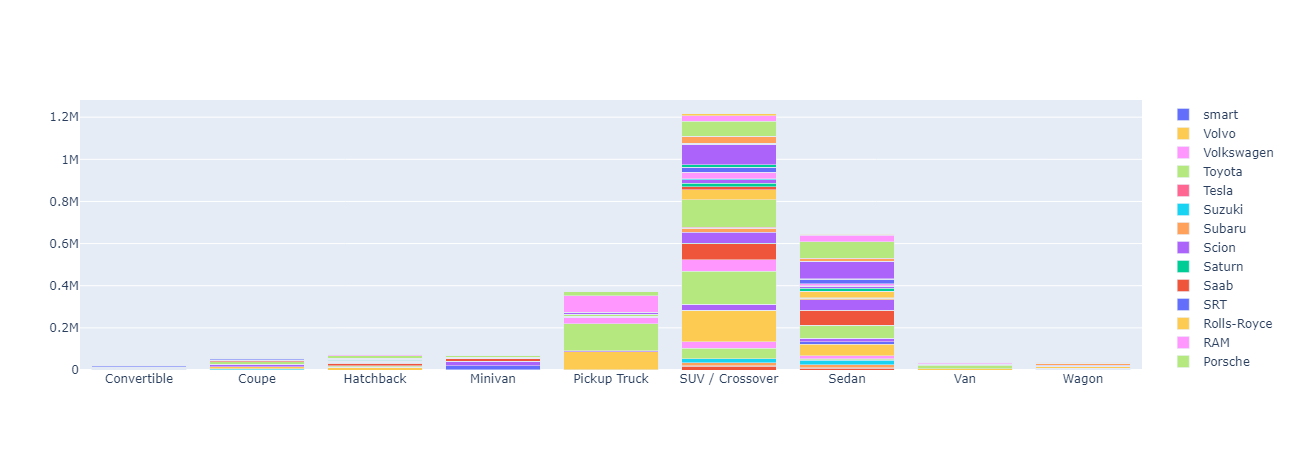 1.2M
1M
0.8M
0.6M
0.4M
0.2M
0
Convertible
Coupe
Hatchback
Minivan
Pickup Truck
SUV / Crossover
Sedan
Van
Wagon
smart
Volvo
Volkswagen
Toyota
Tesla
Suzuki
Subaru
Scion
Saturn
Saab
SRT
Rolls-Royce
RAM
Porsche